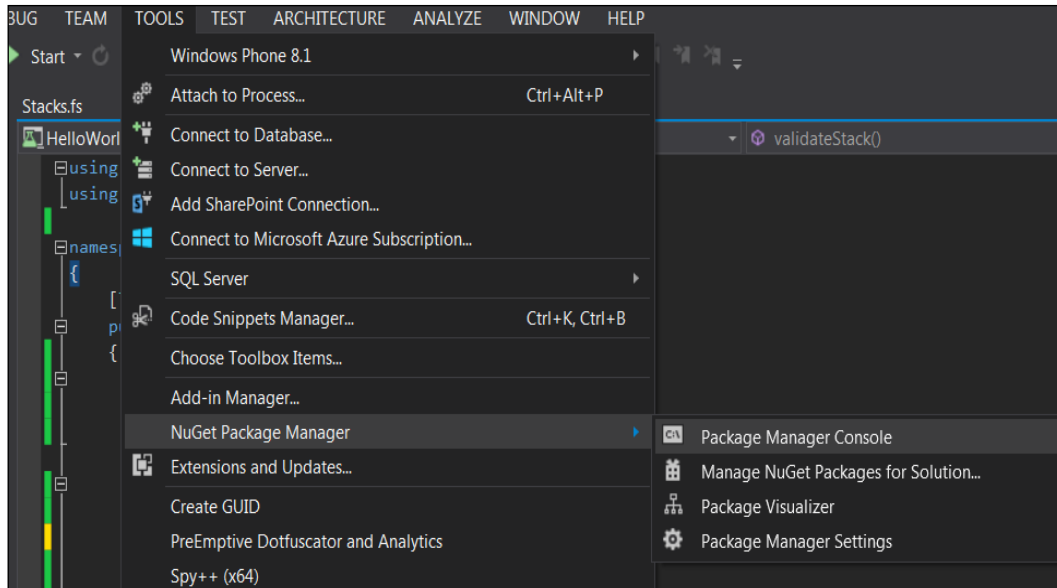 BUG TEAM TOOLS TEST ARCHITECTURE ANALYZE WINDOW HELP
Start
Windows Phone 8.1
Attach to Process... Ctrl+Alt+P
Stacks.fs
Connect to Database...
HelloWorl
validateStack()
using
Connect to Server...
using
Add SharePoint Connection...
Connect to Microsoft Azure Subscription...
namesp
{
SQL Server
[
Code Snippets Manager... Ctrl+K, Ctrl+B
pu
{
Choose Toolbox Items...
Add-in Manager...
NuGet Package Manager
C:\
Package Manager Console
Extensions and Updates...
Manage NuGet Packages for Solution...
Create GUID
Package Visualizer
PreEmptive Dotfuscator and Analytics
Package Manager Settings
Spy++ (x64)